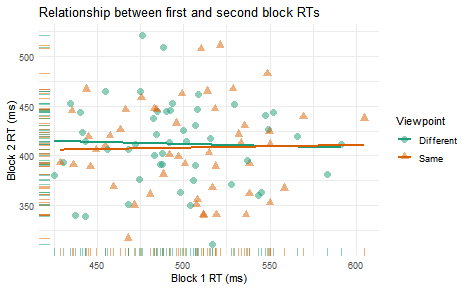 Relationship between first and second block RTs
Block 2 RT (ms)
500
450
400
350
450
500
550
600
Block 1 RT (ms)
Viewpoint
Different
Same